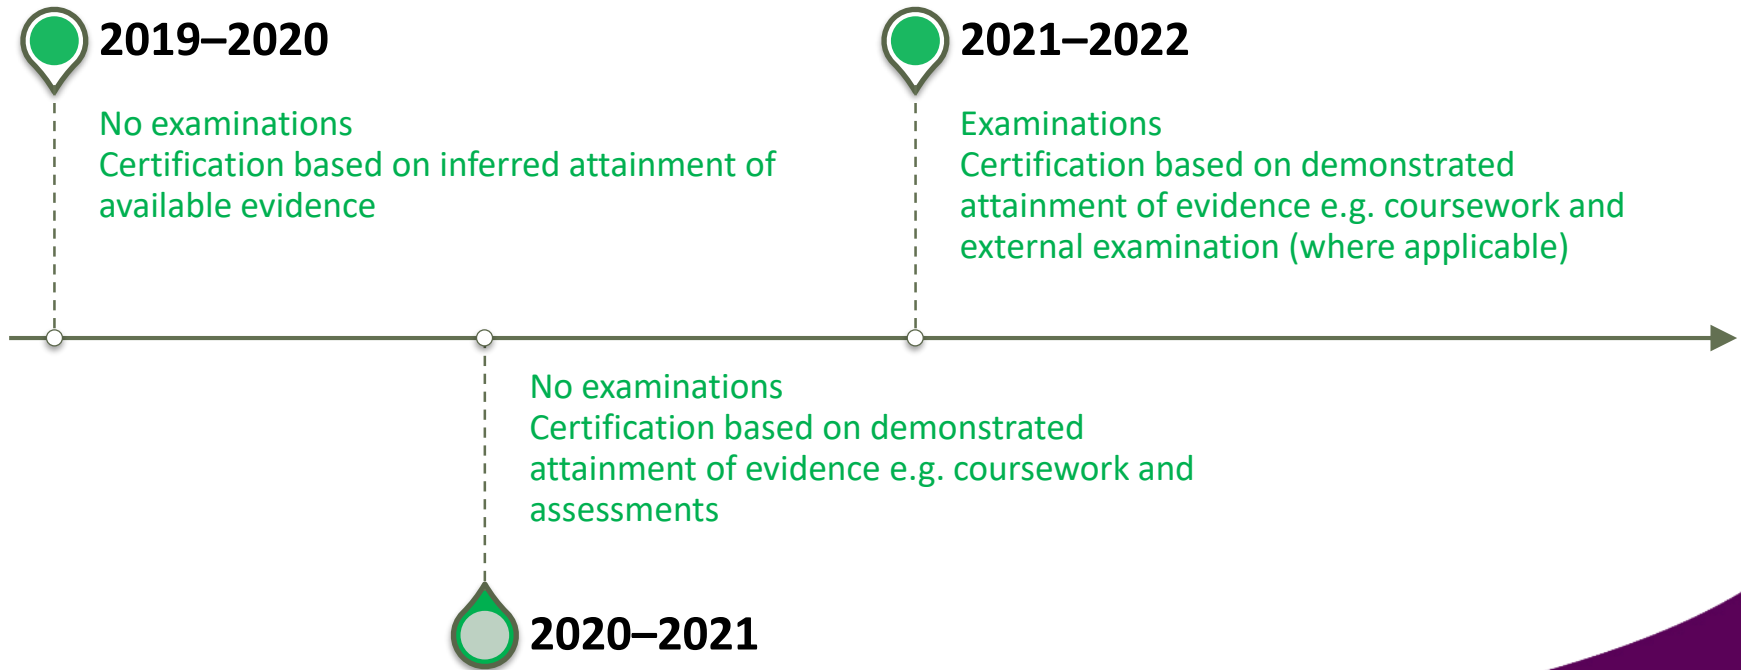 2019–2020
No examinations
Certification based on inferred attainment of
available evidence
2020–2021
No examinations
Certification based on demonstrated
attainment of evidence e.g. coursework and
assessments
2021–2022
Examinations
Certification based on demonstrated
attainment of evidence e.g. coursework and
external examination (where applicable)